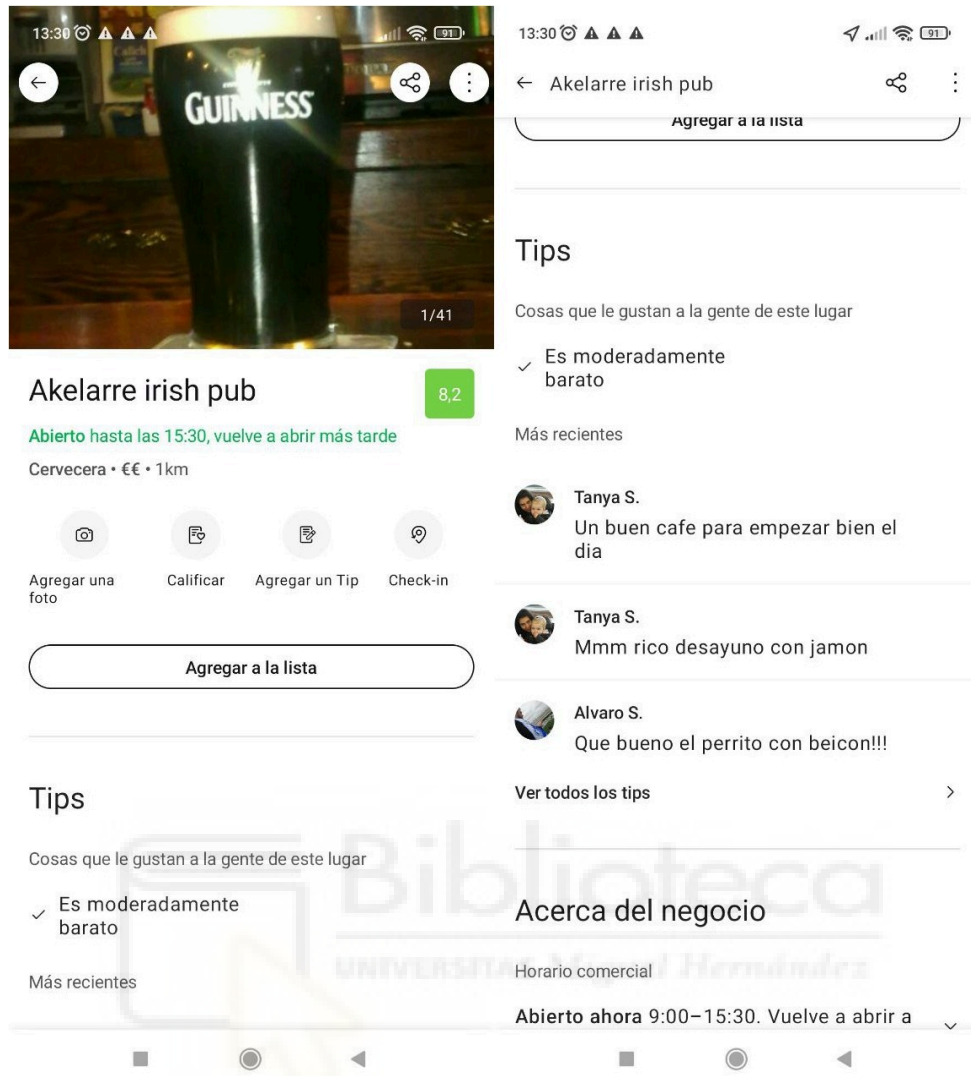 13:30
91
GUINNESS
1/41
Akelarre irish pub
8,2
Abierto hasta las 15:30, vuelve a abrir más tarde
Cervecera • €€ • 1km
Agregar una
foto
Calificar
Agregar un Tip
Check-in
Agregar a la lista
Tips
Cosas que le gustan a la gente de este lugar
Es moderadamente
barato
Más recientes
13:30
91
Akelarre irish pub
Agregar a la lista
Tips
Cosas que le gustan a la gente de este lugar
Es moderadamente
barato
Más recientes
Tanya S.
Un buen cafe para empezar bien el
dia
Tanya S.
Mmm rico desayuno con jamon
Alvaro S.
Que bueno el perrito con beicon!!!
Ver todos los tips
Acerca del negocio
Horario comercial
Abierto ahora 9:00–15:30. Vuelve a abrir a
Biblioteca
UNIVERSITAS Miguel Hernández